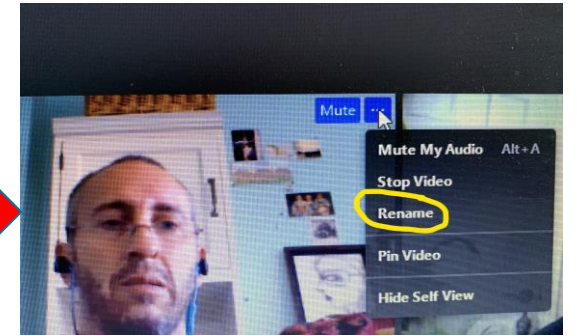 Mute ...
Mute My Audio Alt+A
Stop Video
Rename
Pin Video
Hide Self View